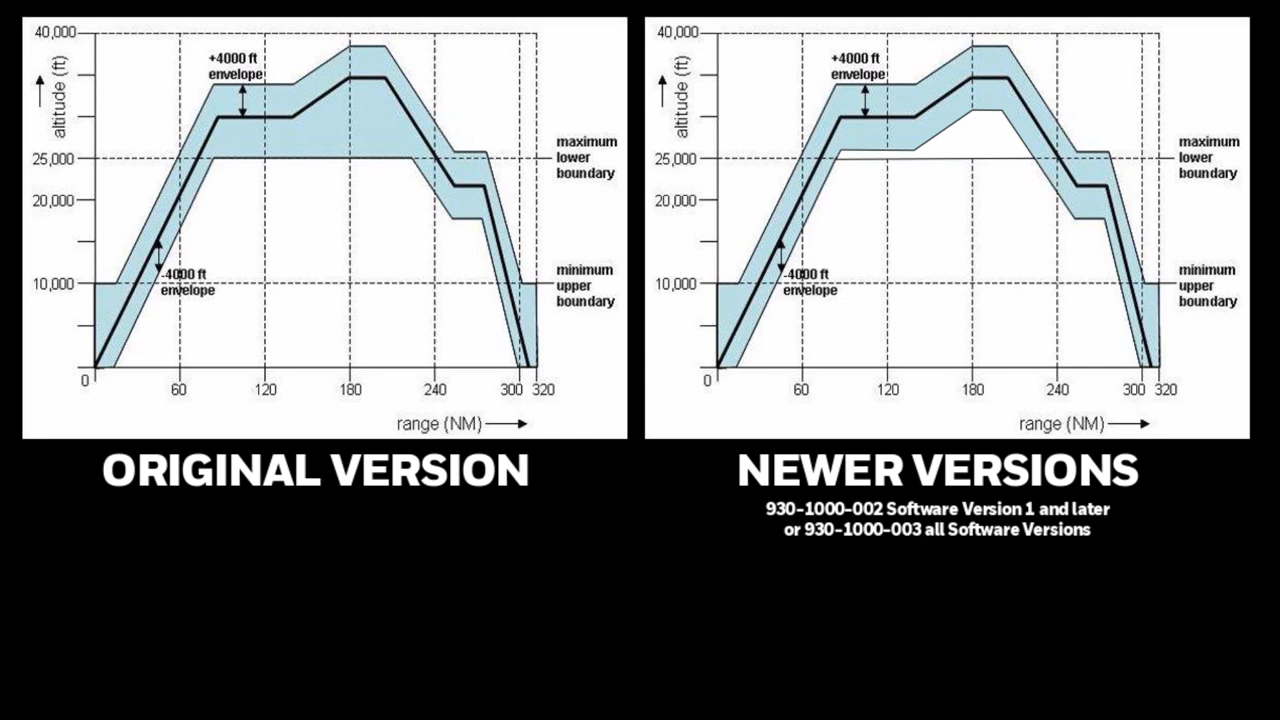 40,000
altitude (ft)
+4000 ft
envelope
25,000
maximum
lower
boundary
20,000
-4000 ft
envelope
10,000
minimum
upper
boundary
0
60
120
180
240
300
320
range (NM)
ORIGINAL VERSION
40,000
altitude (ft)
+4000 ft
envelope
25,000
maximum
lower
boundary
20,000
-4000 ft
envelope
10,000
minimum
upper
boundary
0
60
120
180
240
300
320
range (NM)
NEWER VERSIONS
930-1000-002 Software Version 1 and later
or 930-1000-003 all Software Versions